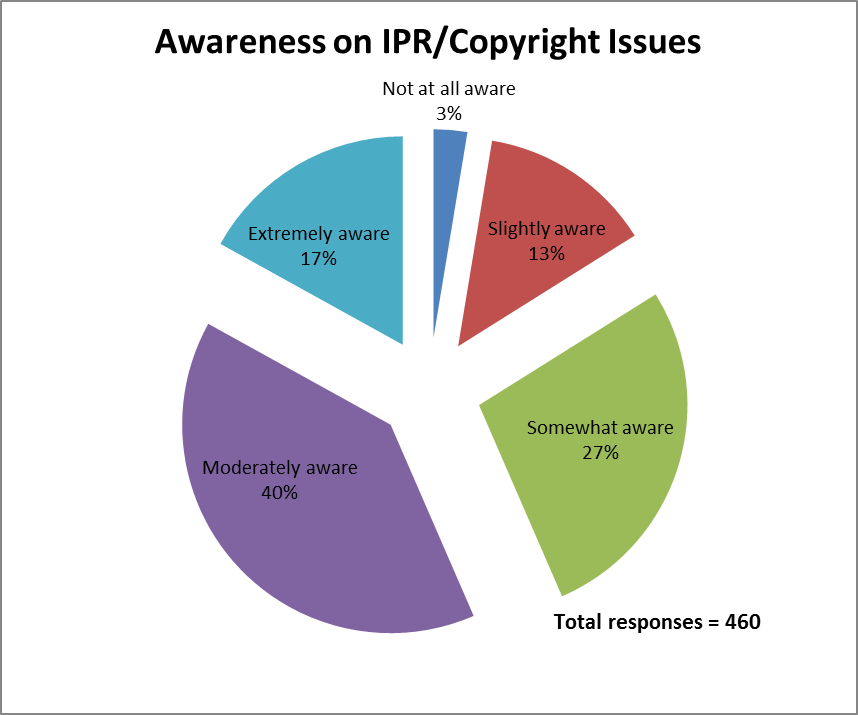 Awareness on IPR/Copyright Issues
Not at all aware
3%
Slightly aware
13%
Extremely aware
17%
Somewhat aware
27%
Moderately aware
40%
Total responses = 460